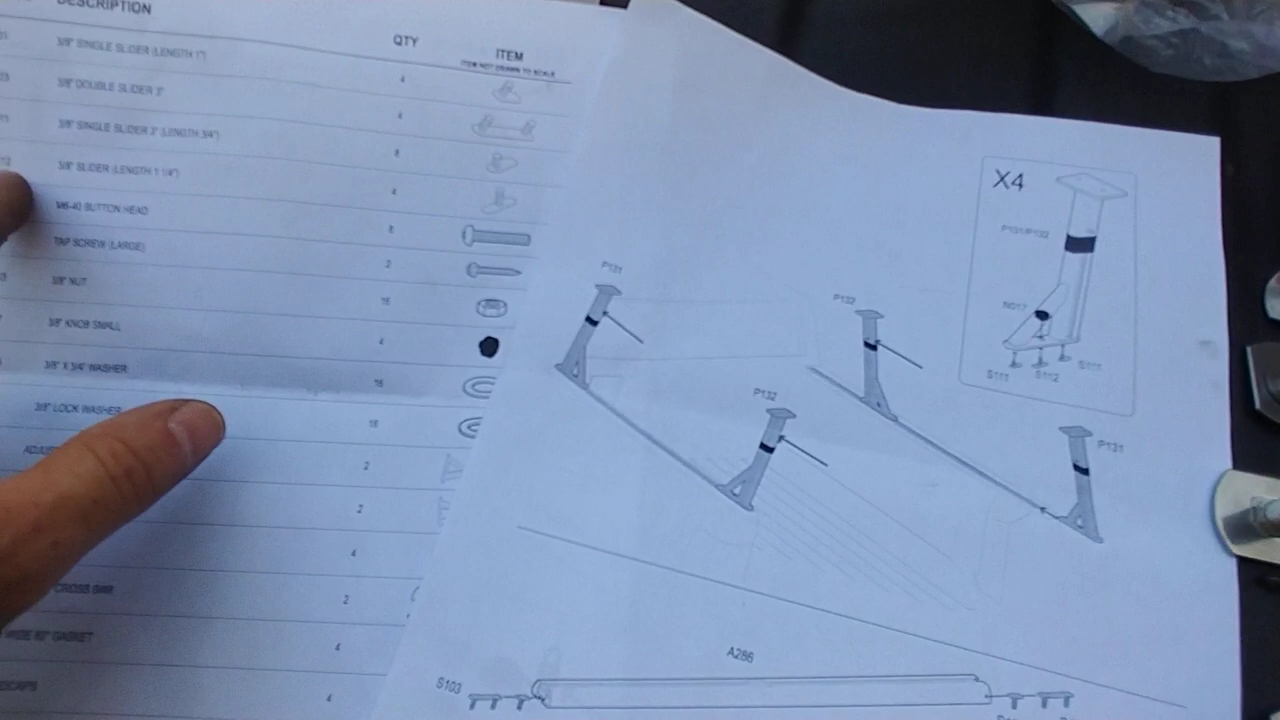 DESCRIPTION
QTY
ITEM
ITEM NOT DRAWN TO SCALE
3/8" SINGLE SLIDER (LENGTH 1") 4
3/8" DOUBLE SLIDER 3" 4
3/8" SINGLE SLIDER 3" (LENGTH 3/4") 8
3/8" SLIDER (LENGTH 1 1/4") 4
M6-40 BUTTON HEAD 8
TAP SCREW (LARGE) 2
3/8" NUT 16
3/8" KNOB SMALL 4
3/8" X 3/4" WASHER 16
3/8" LOCK WASHER 16
2
2
4
CROSS BAR 2
WIDE 60" GASKET 4
4
X4
P131/P132
N017
S111
S112
S111
P131
P132
P132
P131
A286
S103